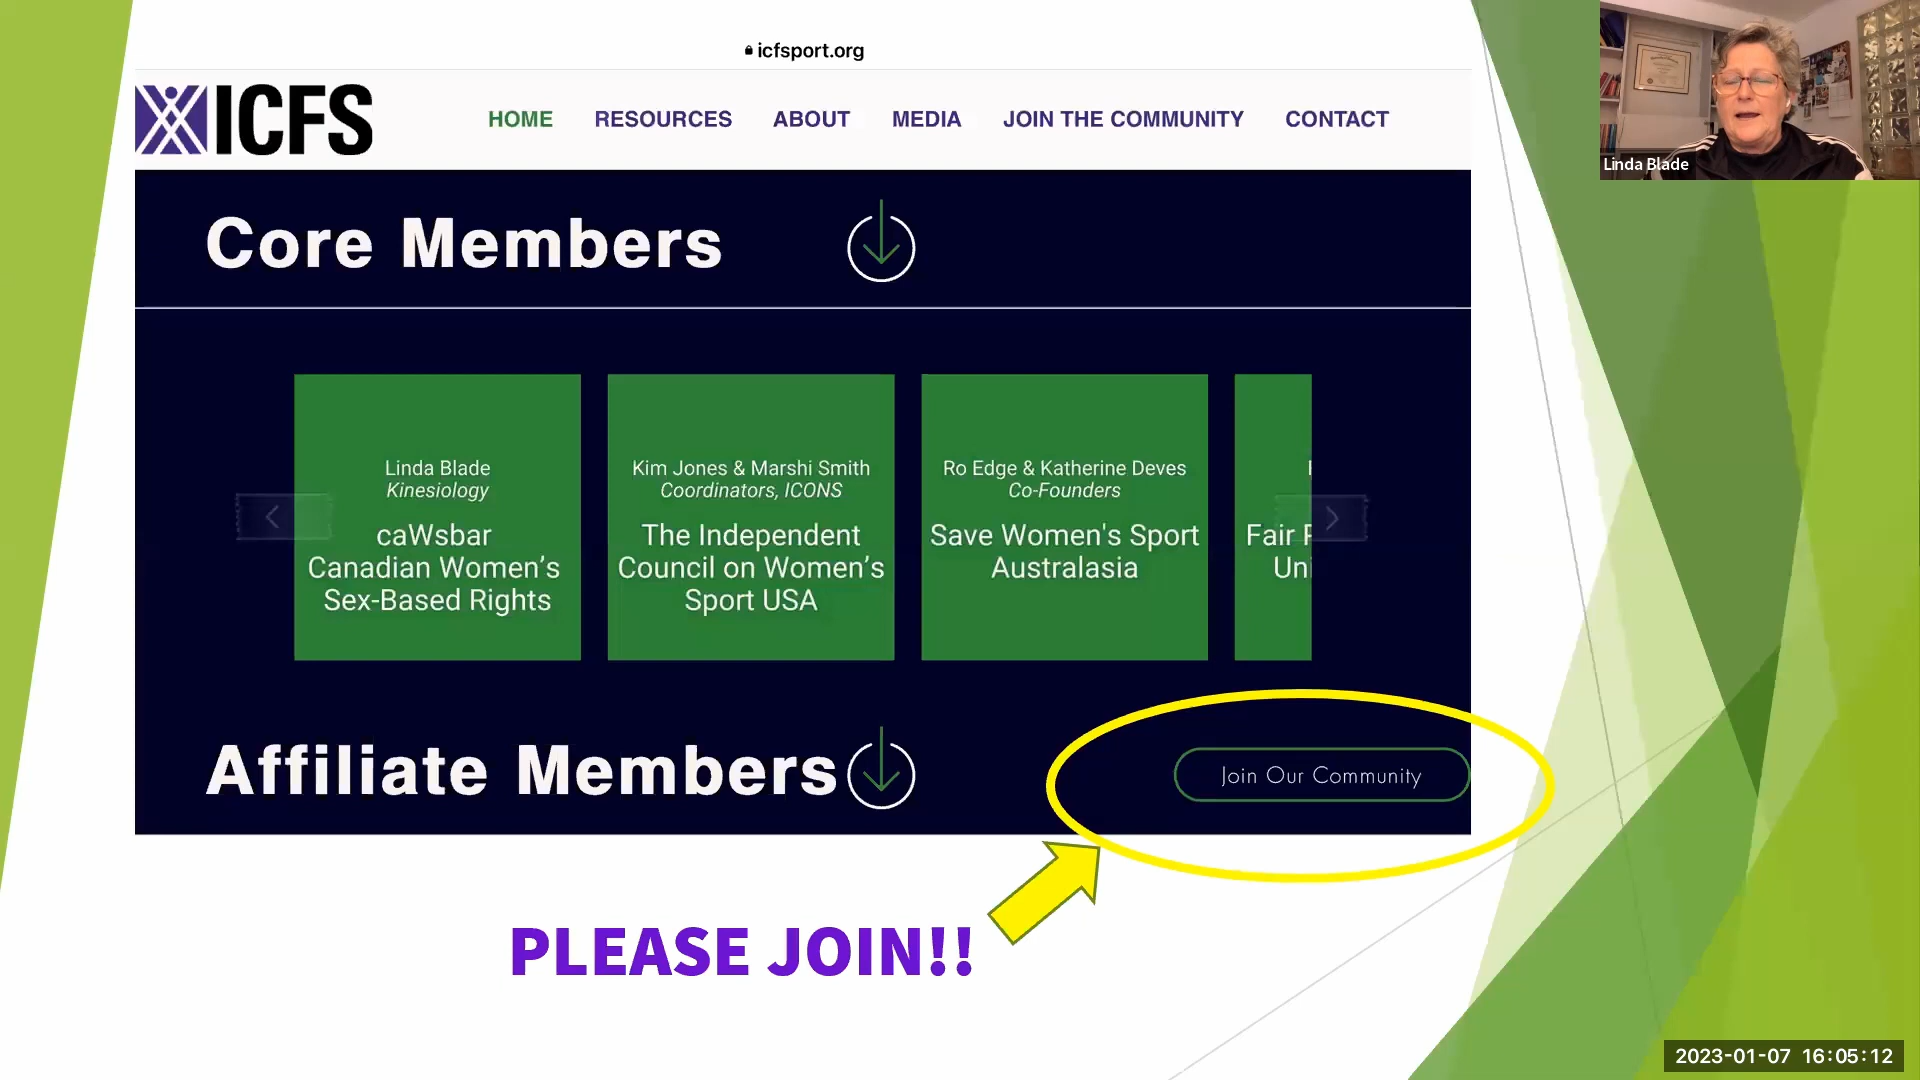 icfsport.org
ICFS
HOME RESOURCES ABOUT MEDIA JOIN THE COMMUNITY CONTACT
Linda Blade
Core Members
Linda Blade
Kinesiology
caWsbar
Canadian Women’s
Sex-Based Rights
Kim Jones & Marshi Smith
Coordinators, ICONS
The Independent
Council on Women’s
Sport USA
Ro Edge & Katherine Deves
Co-Founders
Save Women's Sport
Australasia
Fair
Affiliate Members
Join Our Community
PLEASE JOIN!!
2023-01-07 16:05:12